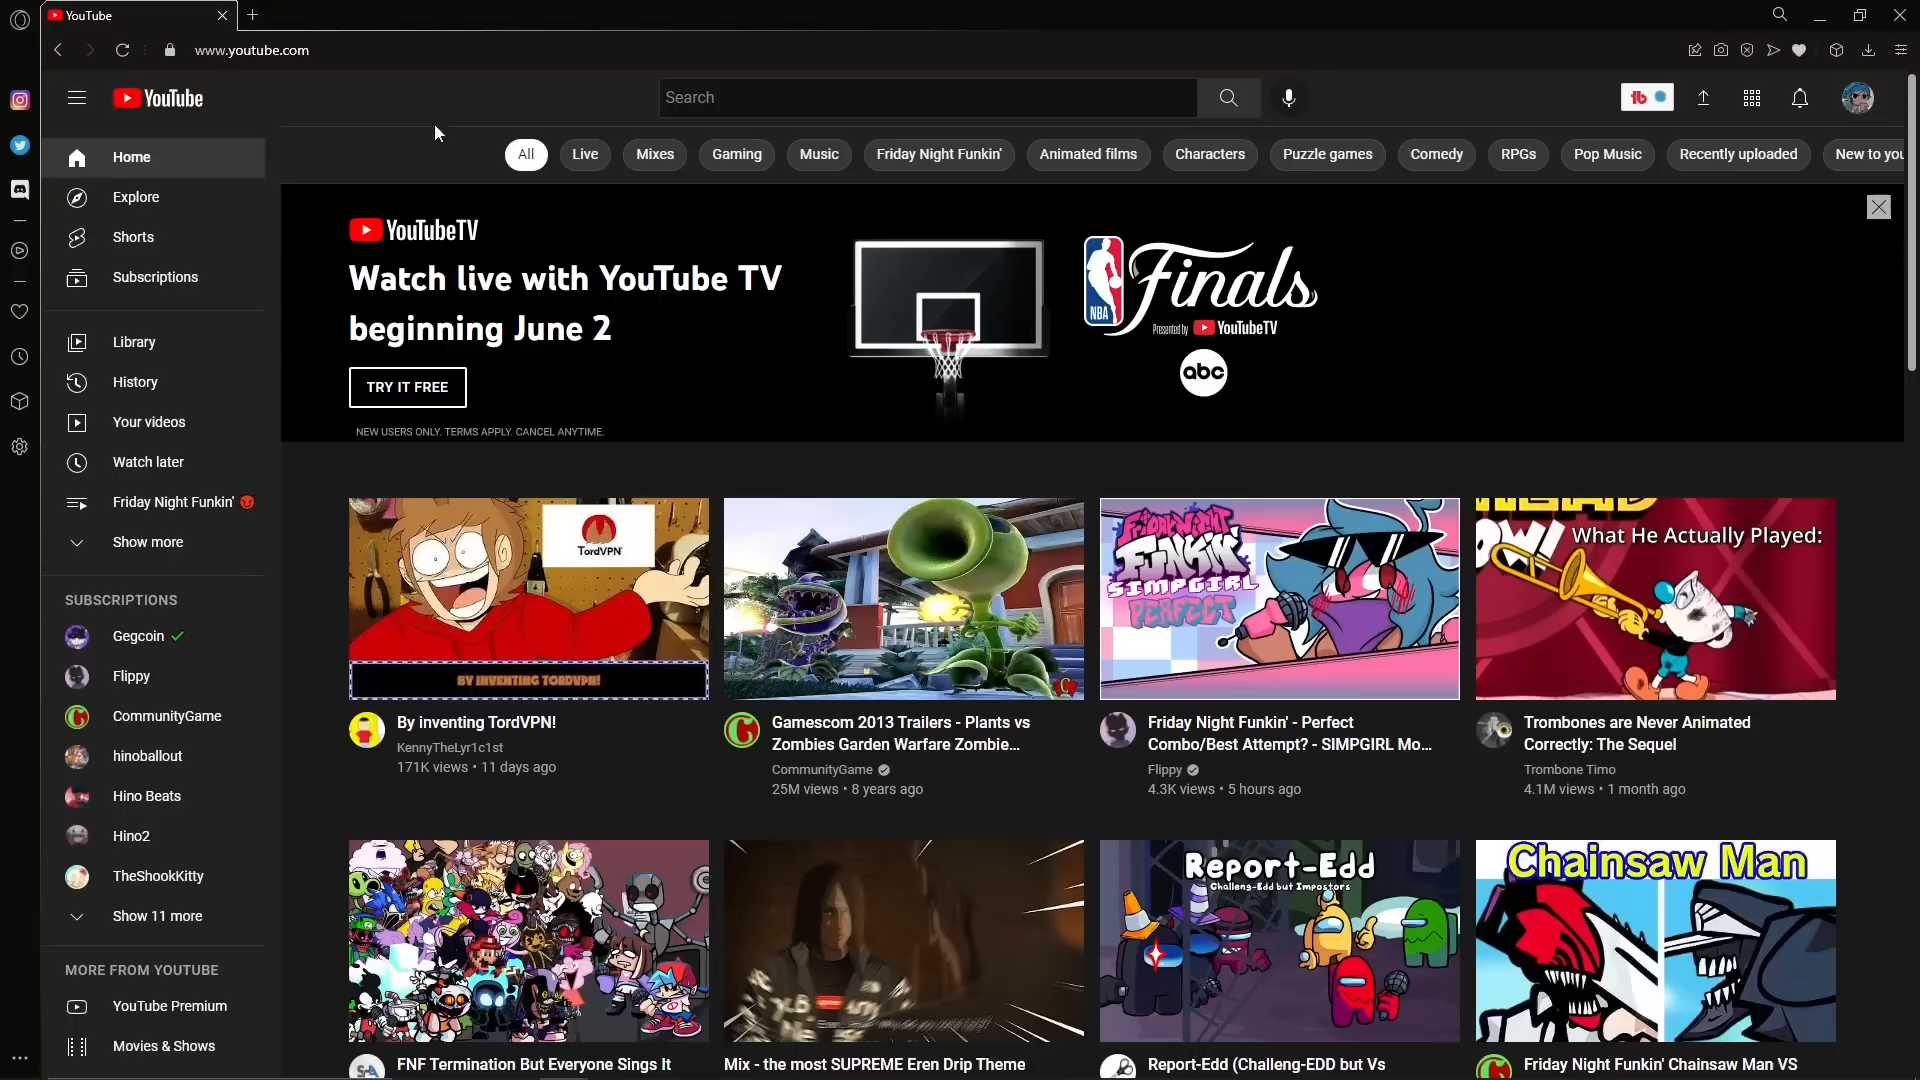 YouTube
www.youtube.com
YouTube
Search
Home
Explore
Shorts
Subscriptions
Library
History
Your videos
Watch later
Friday Night Funkin' 👿
Show more
SUBSCRIPTIONS
Gegcoin ✓
Flippy
CommunityGame
hinoballout
Hino Beats
Hino2
TheShookKitty
Show 11 more
MORE FROM YOUTUBE
YouTube Premium
Movies & Shows
All
Live
Mixes
Gaming
Music
Friday Night Funkin'
Animated films
Characters
Puzzle games
Comedy
RPGs
Pop Music
Recently uploaded
New to you
YouTubeTV
Watch live with YouTube TV
beginning June 2
TRY IT FREE
NEW USERS ONLY. TERMS APPLY. CANCEL ANYTIME.
NBA
Finals
Presented by YouTubeTV
abc
TordVPN
BY INVENTING TORDVPN!
By inventing TordVPN!
KennyTheLyr1c1st
171K views • 11 days ago
Gamescom 2013 Trailers - Plants vs
Zombies Garden Warfare Zombie...
CommunityGame
25M views • 8 years ago
FRIDAY NIGHT
FUNKIN'
SIMPGIRL
PERFECT
Friday Night Funkin' - Perfect
Combo/Best Attempt? - SIMPGIRL Mo...
Flippy
4.3K views • 5 hours ago
OW!
What He Actually Played:
Trombones are Never Animated
Correctly: The Sequel
Trombone Timo
4.1M views • 1 month ago
FNF Termination But Everyone Sings It
Mix - the most SUPREME Eren Drip Theme
Report-Edd
Challeng-Edd but Impostors
Report-Edd (Challeng-EDD but Vs
Chainsaw Man
Friday Night Funkin' Chainsaw Man VS